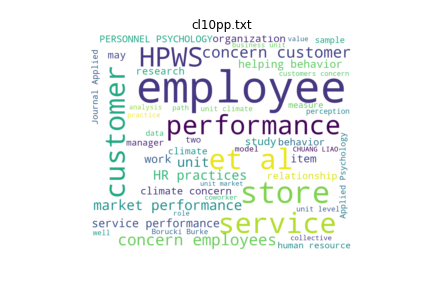 cl10pp.txt
PERSONNEL PSYCHOLOGY
organization
value
sample
business unit
may
HPWS
concern customer
helping behavior
research
customers concern
Journal Applied
employee
analysis
path
unit climate
measure
practice
perception
customer
performance
data
manager
two
study
behavior
climate
model
CHUANG LIAO
work
unit
et al
item
Applied Psychology
HR practices
relationship
climate concern
unit market
coworker
store
market performance
role
unit level
service performance
service
well
Borucki Burke
collective
concern employees
human resource